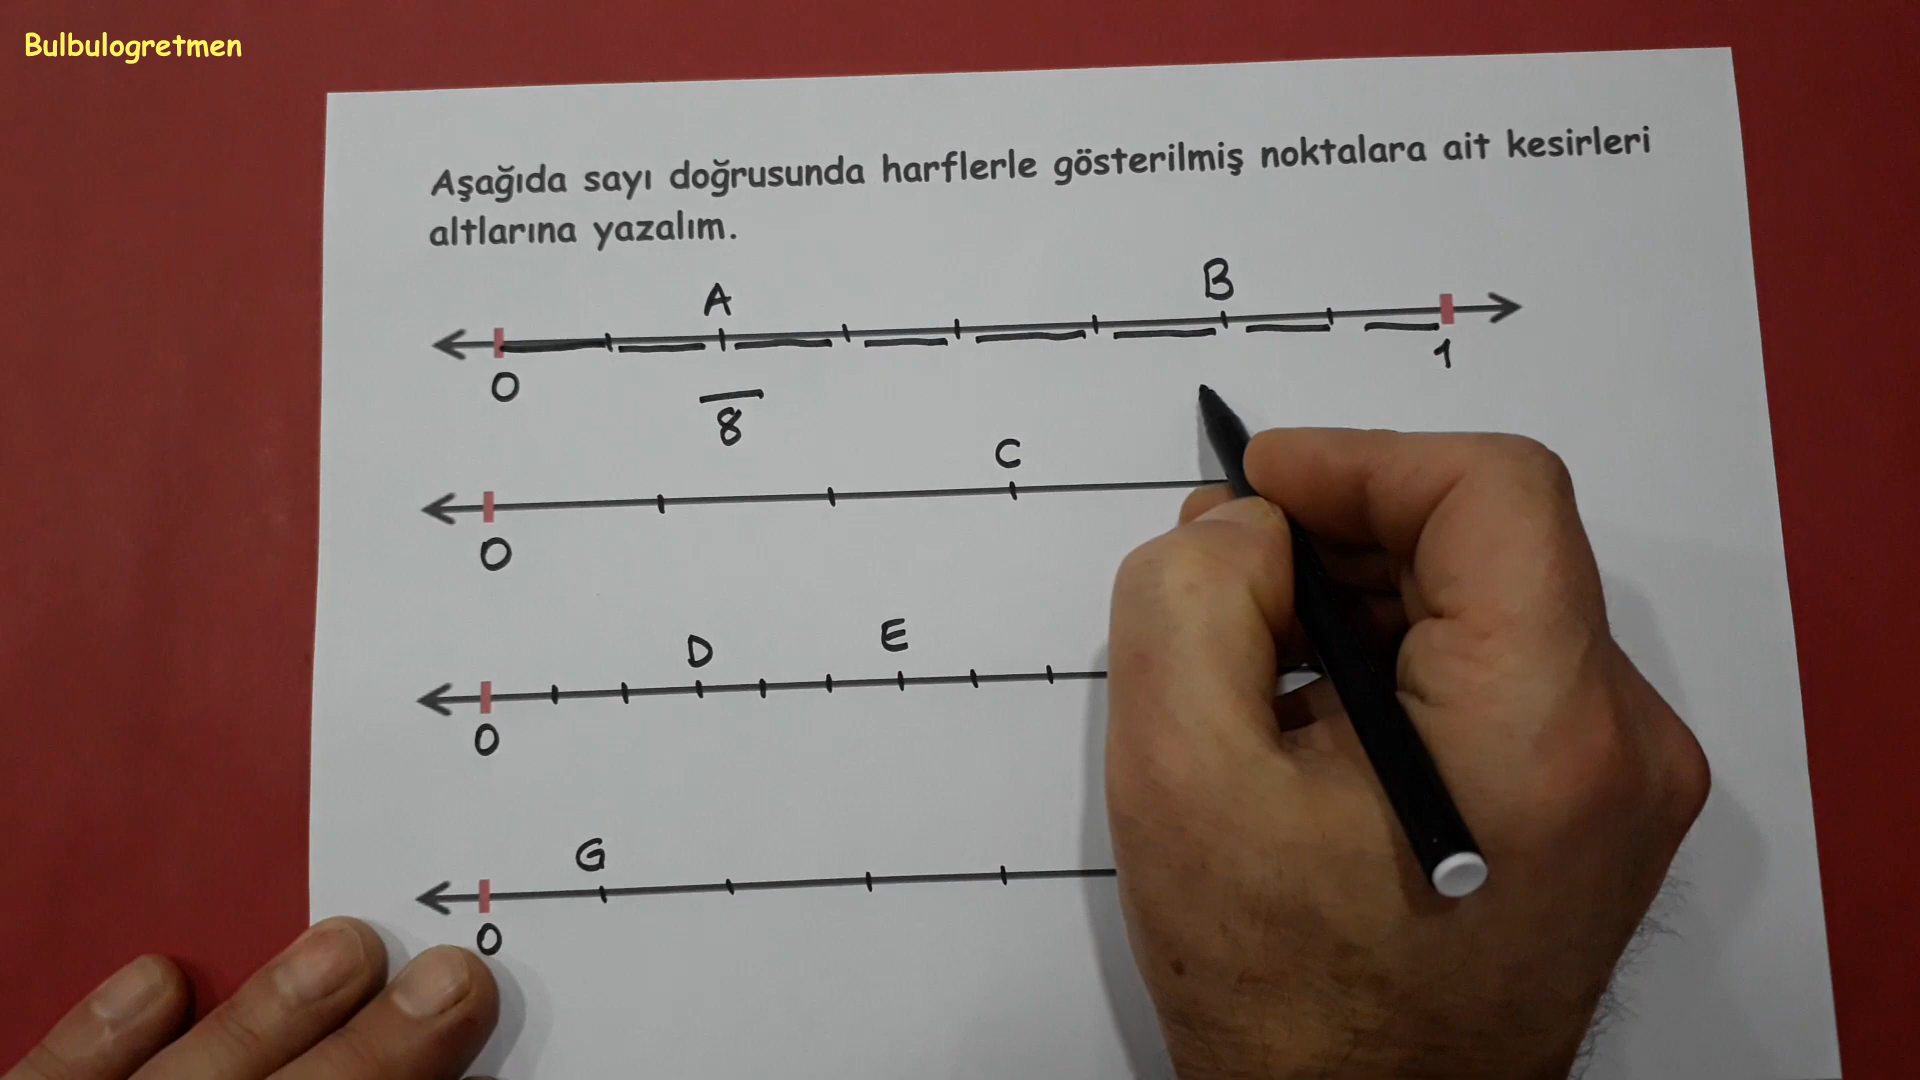 Bulbulogretmen
Aşağıda sayı doğrusunda harflerle gösterilmiş noktalara ait kesirleri
altlarına yazalım.
A B
0 1
8
C
0
D E
0
G
0